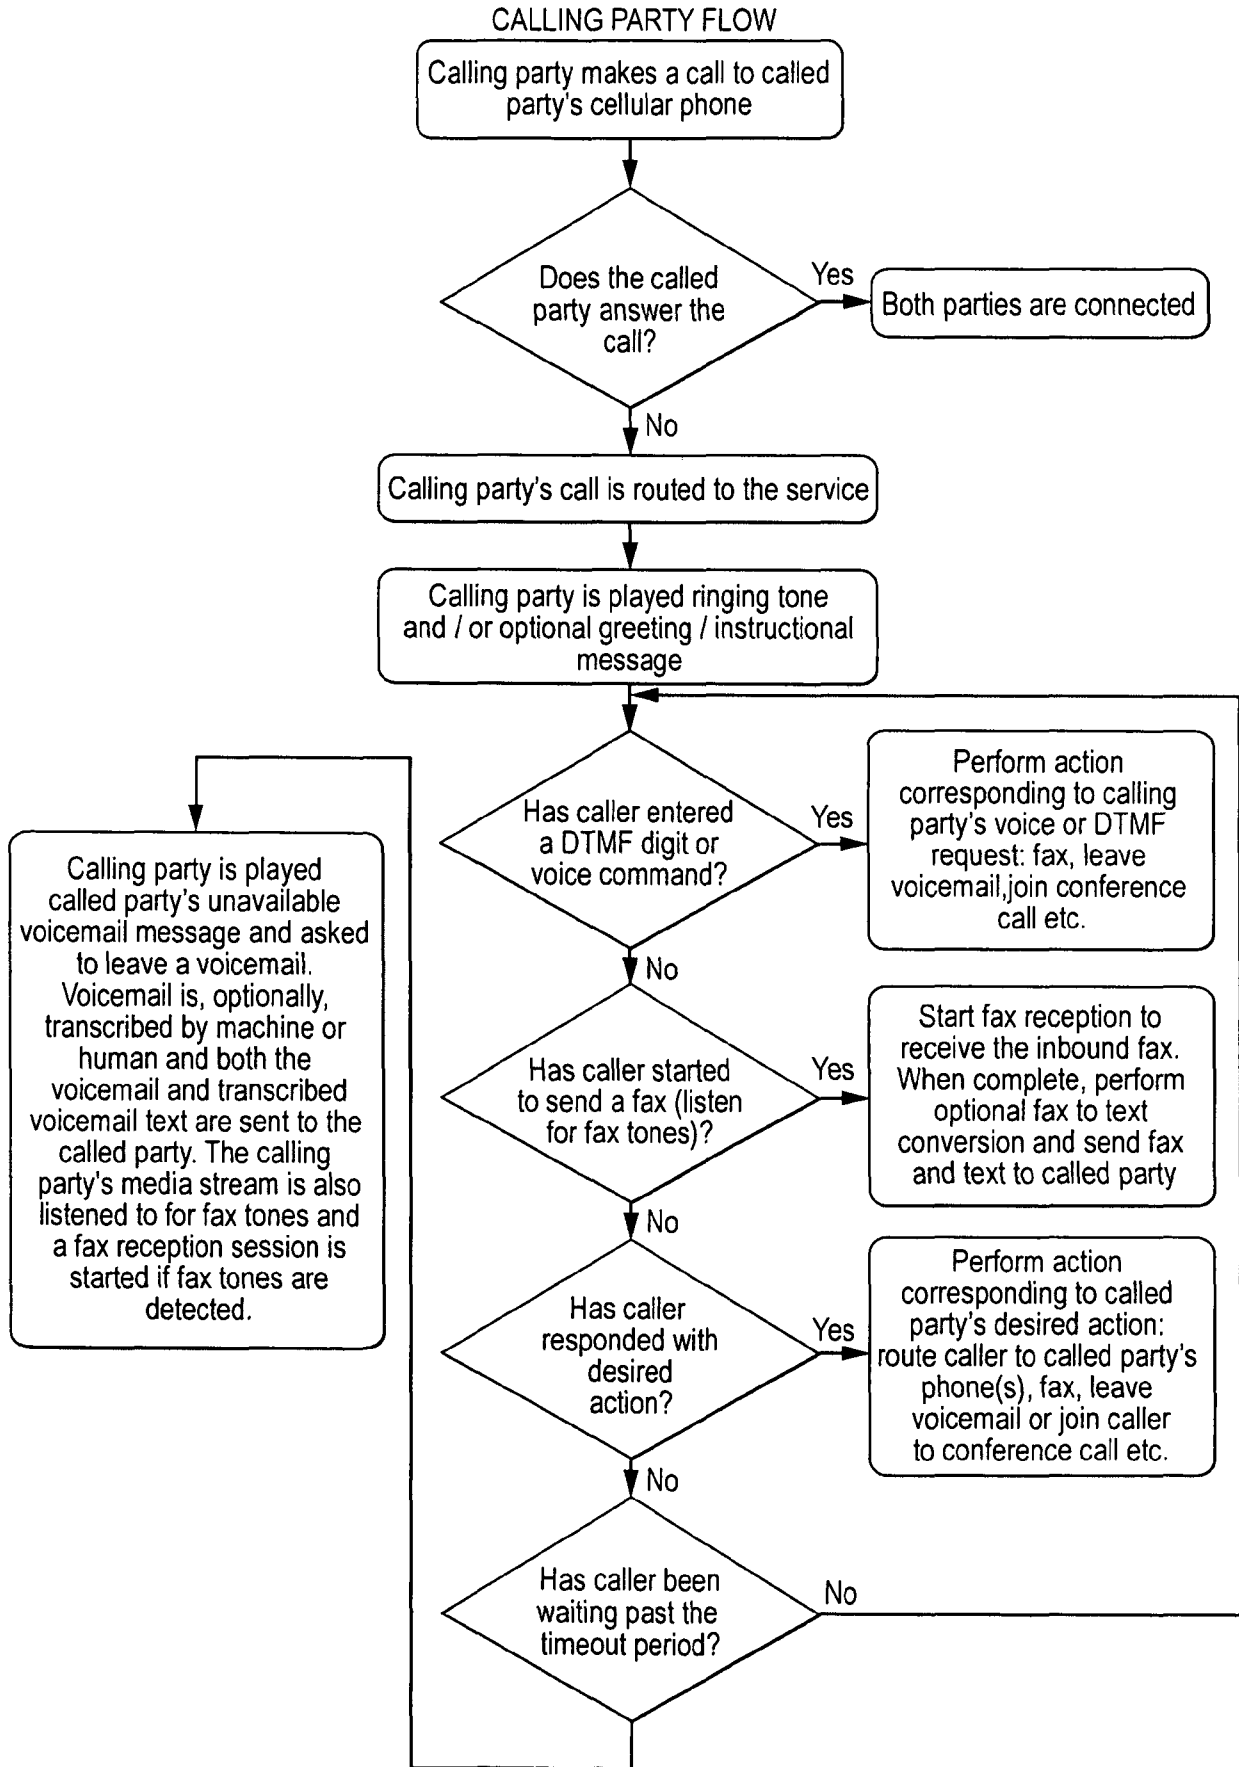 CALLING PARTY FLOW
Calling party makes a call to called
party's cellular phone
Does the called
party answer the
call?
Yes
Both parties are connected
No
Calling party's call is routed to the service
Calling party is played ringing tone
and / or optional greeting / instructional
message
Has caller entered
a DTMF digit or
voice command?
Yes
Perform action
corresponding to calling
party's voice or DTMF
request: fax, leave
voicemail,join conference
call etc.
No
Has caller started
to send a fax (listen
for fax tones)?
Yes
Start fax reception to
receive the inbound fax.
When complete, perform
optional fax to text
conversion and send fax
and text to called party
No
Has caller
responded with
desired
action?
Yes
Perform action
corresponding to called
party's desired action:
route caller to called party's
phone(s), fax, leave
voicemail or join caller
to conference call etc.
No
Has caller been
waiting past the
timeout period?
No
Calling party is played
called party's unavailable
voicemail message and asked
to leave a voicemail.
Voicemail is, optionally,
transcribed by machine or
human and both the
voicemail and transcribed
voicemail text are sent to the
called party. The calling
party's media stream is also
listened to for fax tones and
a fax reception session is
started if fax tones are
detected.